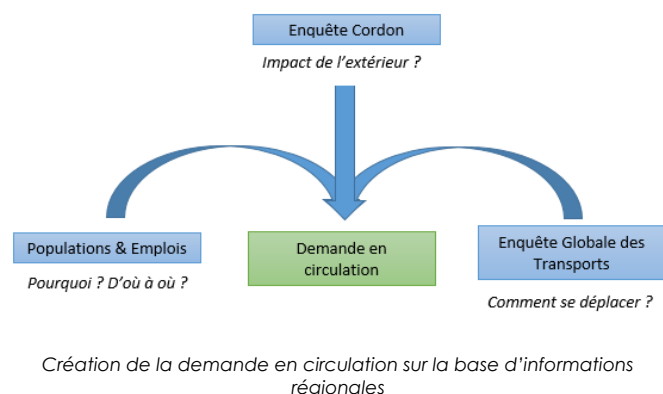 Enquête Cordon
Impact de l'extérieur ?
Populations & Emplois
Pourquoi ? D'où à où ?
Demande en
circulation
Enquête Globale des
Transports
Comment se déplacer ?
Création de la demande en circulation sur la base d'informations
régionales